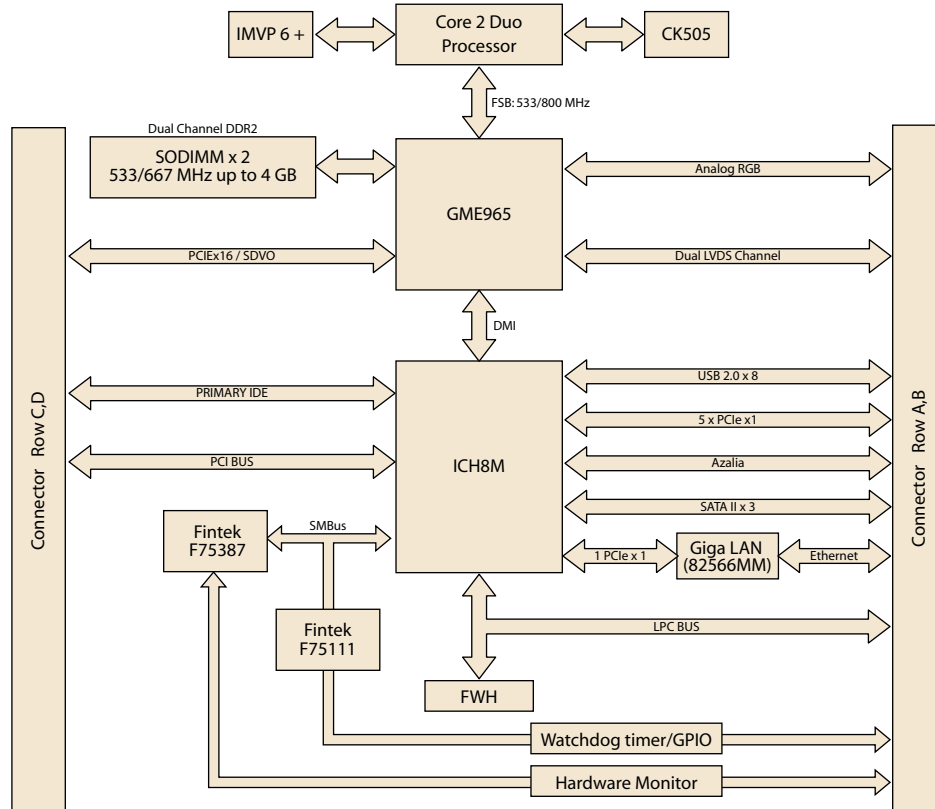 IMVP 6 +
Core 2 Duo
Processor
CK505
FSB: 533/800 MHz
Dual Channel DDR2
SODIMM x 2
533/667 MHz up to 4 GB
GME965
Analog RGB
PCIEx16 / SDVO
Dual LVDS Channel
DMI
Connector Row C,D
Connector Row A,B
PRIMARY IDE
PCI BUS
ICH8M
USB 2.0 x 8
5 x PCIe x1
Azalia
SATA II x 3
Fintek
F75387
SMBus
1 PCIe x 1
Giga LAN
(82566MM)
Ethernet
Fintek
F75111
LPC BUS
FWH
Watchdog timer/GPIO
Hardware Monitor